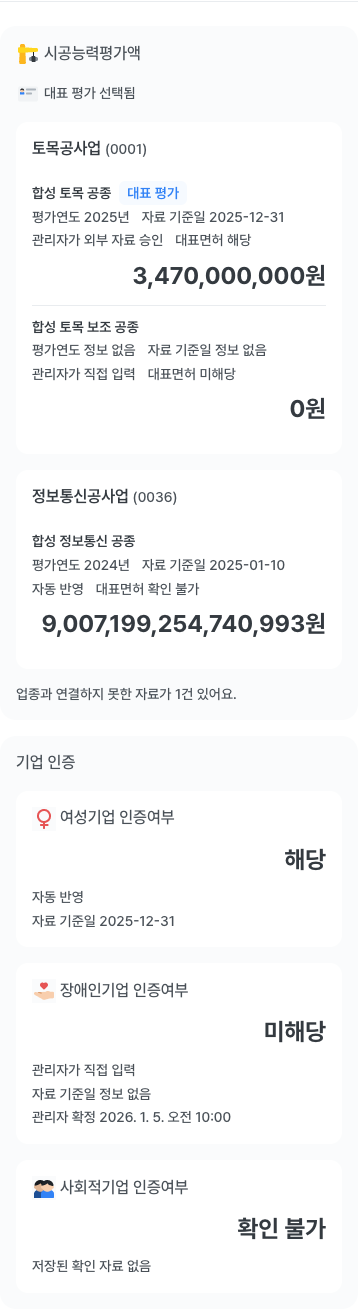 시공능력평가액
대표 평가 선택됨
토목공사업 (0001)
합성 토목 공종 대표 평가
평가연도 2025년 자료 기준일 2025-12-31
관리자가 외부 자료 승인 대표면허 해당
3,470,000,000원
합성 토목 보조 공종
평가연도 정보 없음 자료 기준일 정보 없음
관리자가 직접 입력 대표면허 미해당
0원
정보통신공사업 (0036)
합성 정보통신 공종
평가연도 2024년 자료 기준일 2025-01-10
자동 반영 대표면허 확인 불가
9,007,199,254,740,993원
업종과 연결하지 못한 자료가 1건 있어요.
기업 인증
여성기업 인증여부
해당
자동 반영
자료 기준일 2025-12-31
장애인기업 인증여부
미해당
관리자가 직접 입력
자료 기준일 정보 없음
관리자 확정 2026. 1. 5. 오전 10:00
사회적기업 인증여부
확인 불가
저장된 확인 자료 없음